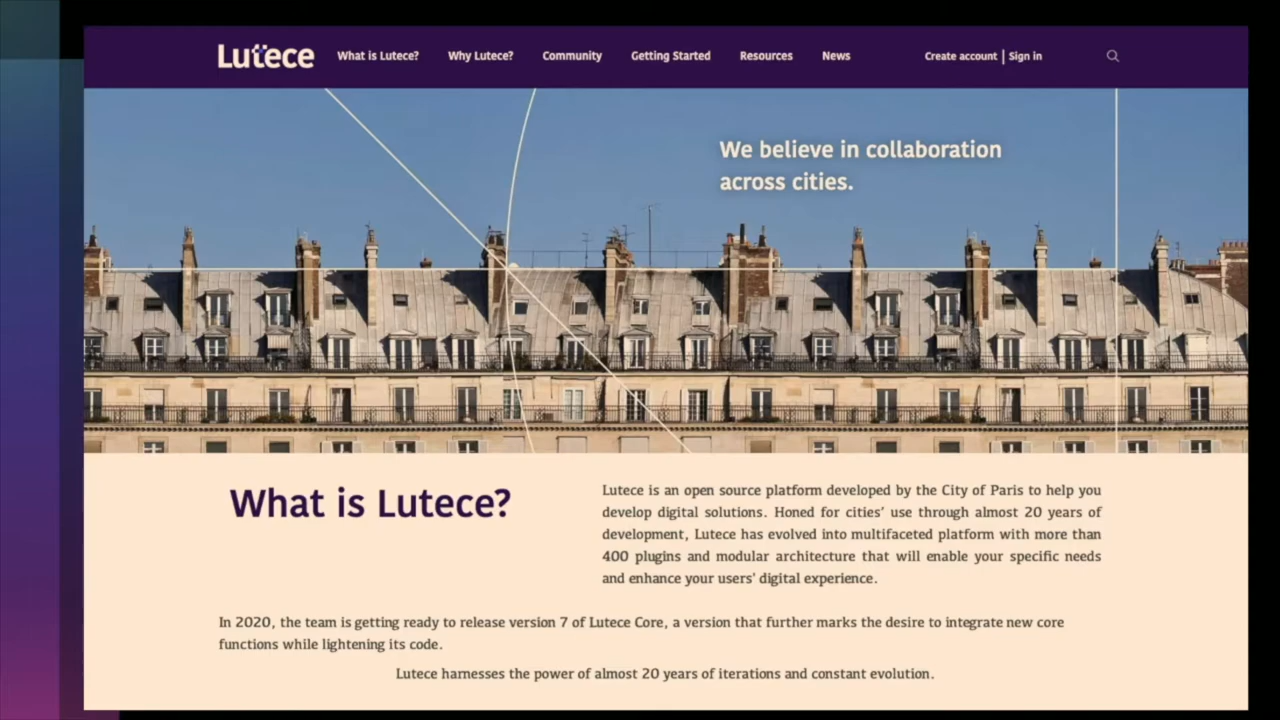 Lutece
What is Lutece?
Why Lutece?
Community
Getting Started
Resources
News
Create account | Sign in
We believe in collaboration
across cities.
What is Lutece?
Lutece is an open source platform developed by the City of Paris to help you
develop digital solutions. Honed for cities' use through almost 20 years of
development, Lutece has evolved into multifaceted platform with more than
400 plugins and modular architecture that will enable your specific needs
and enhance your users' digital experience.
In 2020, the team is getting ready to release version 7 of Lutece Core, a version that further marks the desire to integrate new core
functions while lightening its code.
Lutece harnesses the power of almost 20 years of iterations and constant evolution.